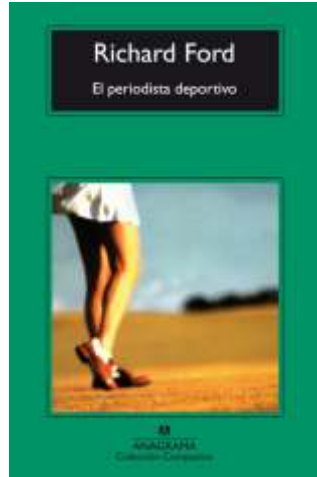 Richard Ford
El periodista deportivo
ANAGRAMA
Colección Compactos